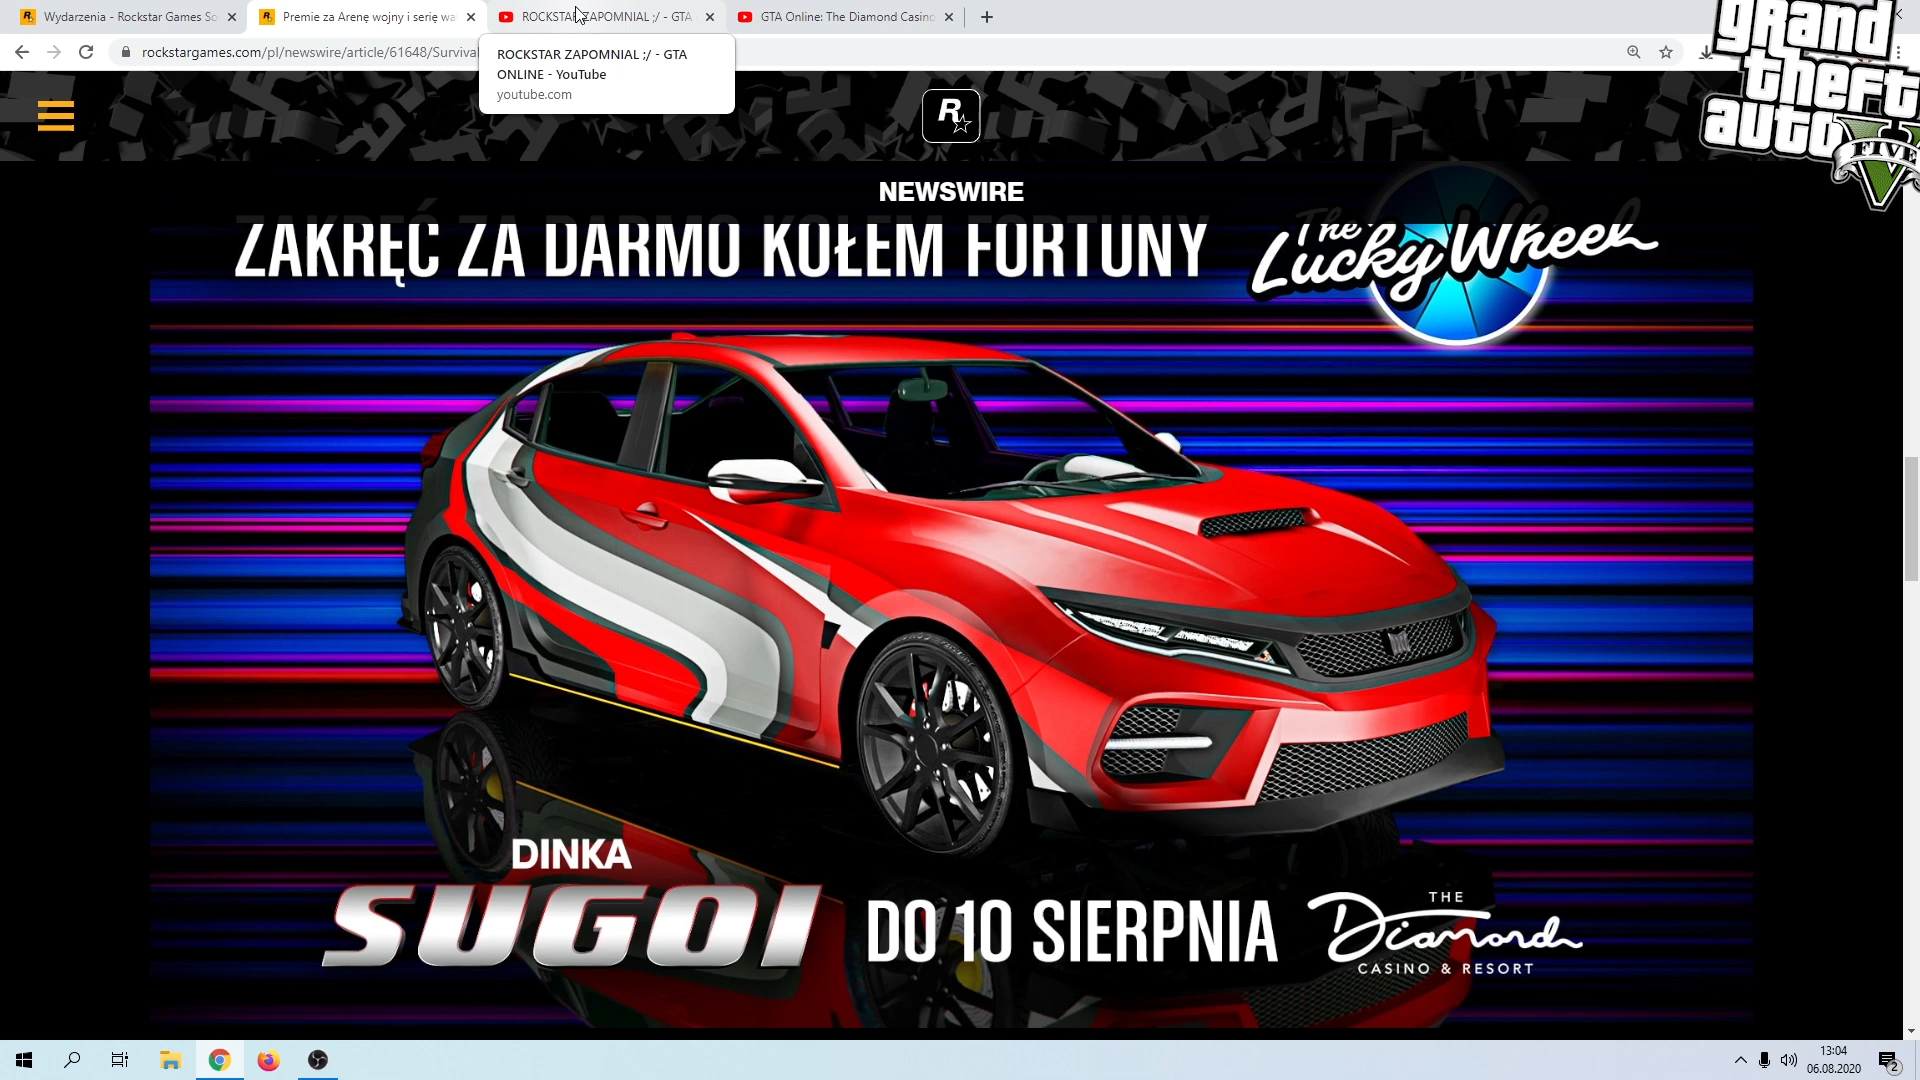 Wydarzenia - Rockstar Games So
Premie za Arenę wojny i serię wa
ROCKSTAR ZAPOMNIAL ;/ - GTA
GTA Online: The Diamond Casino
rockstargames.com/pl/newswire/article/61648/Survival
ROCKSTAR ZAPOMNIAL ;/ - GTA
ONLINE - YouTube
youtube.com
R
grand
theft
auto
V
FIVE
NEWSWIRE
ZAKRĘĆ ZA DARMO KOŁEM FORTUNY
The
Lucky Wheel
DINKA
SUGOI
DO 10 SIERPNIA
THE
Diamond
CASINO & RESORT
13:04
06.08.2020
2